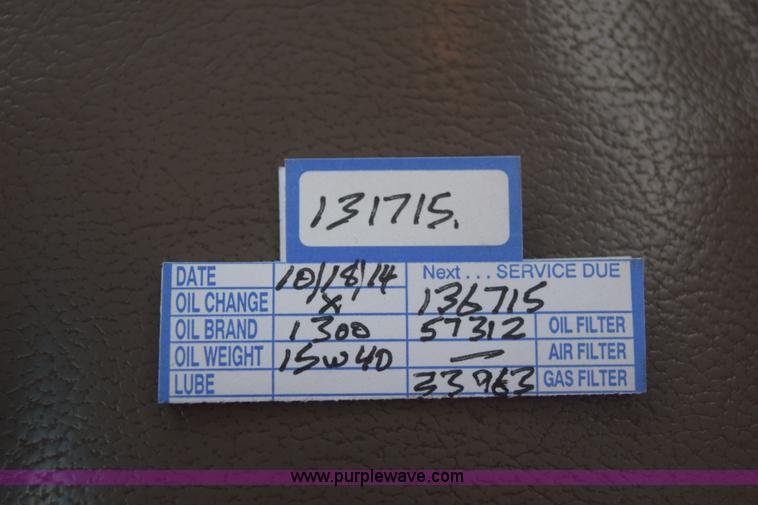 131715.
DATE 10/18/14 Next . . . SERVICE DUE
OIL CHANGE X 136715
OIL BRAND 1300 57312 OIL FILTER
OIL WEIGHT 15W40 — AIR FILTER
LUBE 33963 GAS FILTER
www.purplewave.com